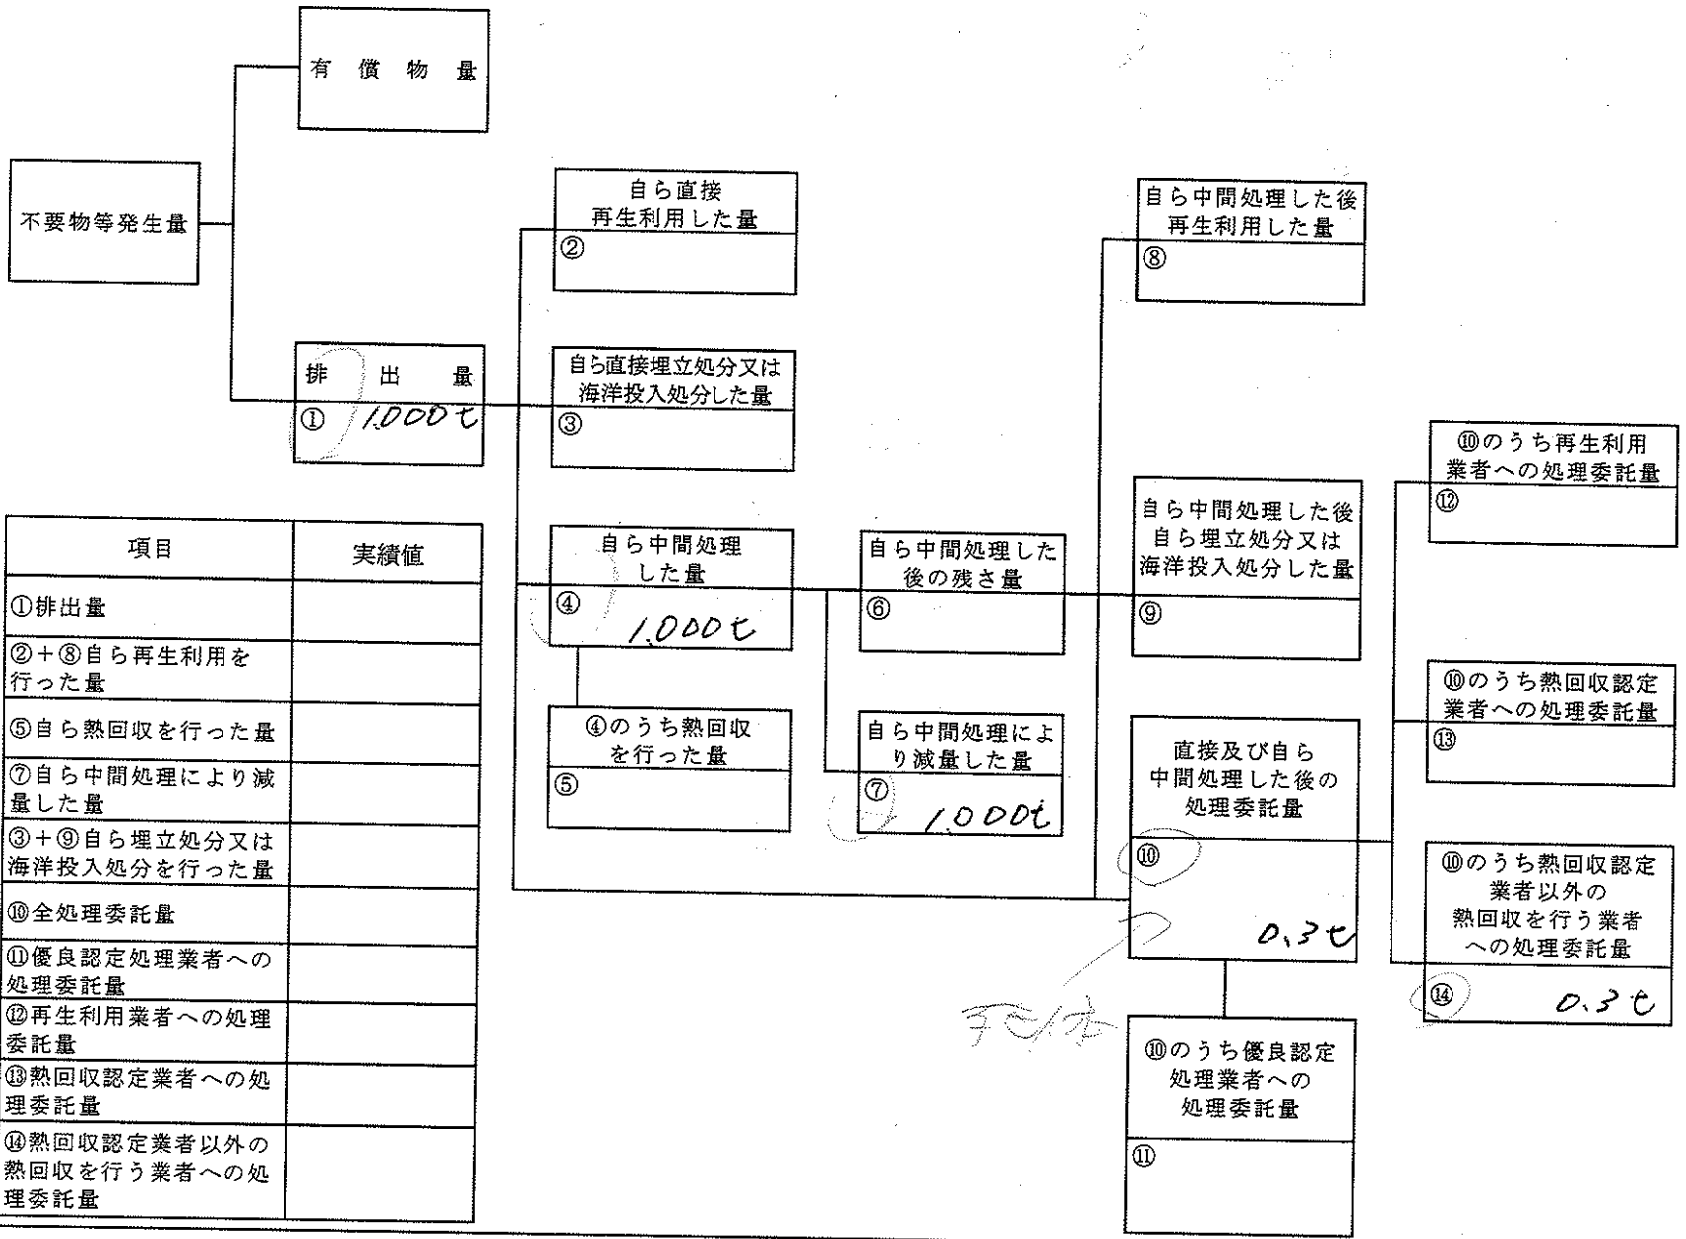 有償物量
不要物等発生量
排出量
① 1.000t
自ら直接
再生利用した量
②
自ら直接埋立処分又は
海洋投入処分した量
③
自ら中間処理
した量
④
1.000t
④のうち熱回収
を行った量
⑤
自ら中間処理した
後の残さ量
⑥
自ら中間処理によ
り減量した量
⑦
1.000t
自ら中間処理した後
再生利用した量
⑧
自ら中間処理した後
自ら埋立処分又は
海洋投入処分した量
⑨
直接及び自ら
中間処理した後の
処理委託量
⑩
0.3t
⑩のうち優良認定
処理業者への
処理委託量
⑪
⑩のうち再生利用
業者への処理委託量
⑫
⑩のうち熱回収認定
業者への処理委託量
⑬
⑩のうち熱回収認定
業者以外の
熱回収を行う業者
への処理委託量
⑭ 0.3t
項目 実績値
①排出量
②+⑧自ら再生利用を
行った量
⑤自ら熱回収を行った量
⑦自ら中間処理により減
量した量
③+⑨自ら埋立処分又は
海洋投入処分を行った量
⑩全処理委託量
⑪優良認定処理業者への
処理委託量
⑫再生利用業者への処理
委託量
⑬熱回収認定業者への処
理委託量
⑭熱回収認定業者以外の
熱回収を行う業者への処
理委託量